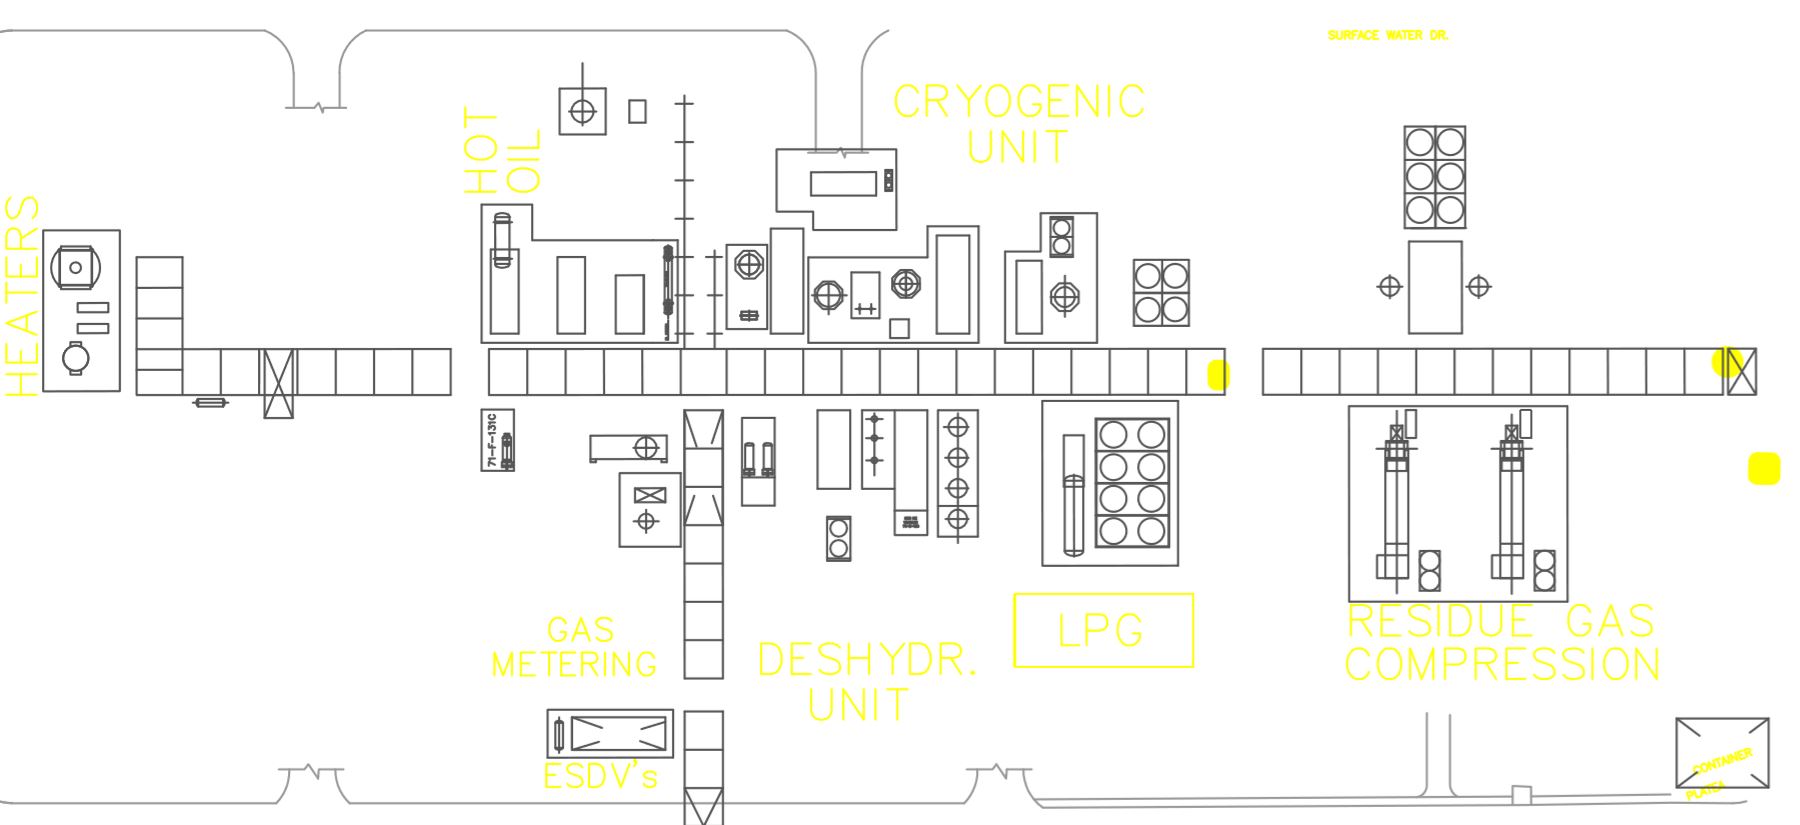 SURFACE WATER DR.
CRYOGENIC
UNIT
HOT
OIL
HEATERS
71-F-131C
GAS
METERING
DESHYDR.
UNIT
LPG
RESIDUE GAS
COMPRESSION
ESDV's
CONTAINER
PLATEA